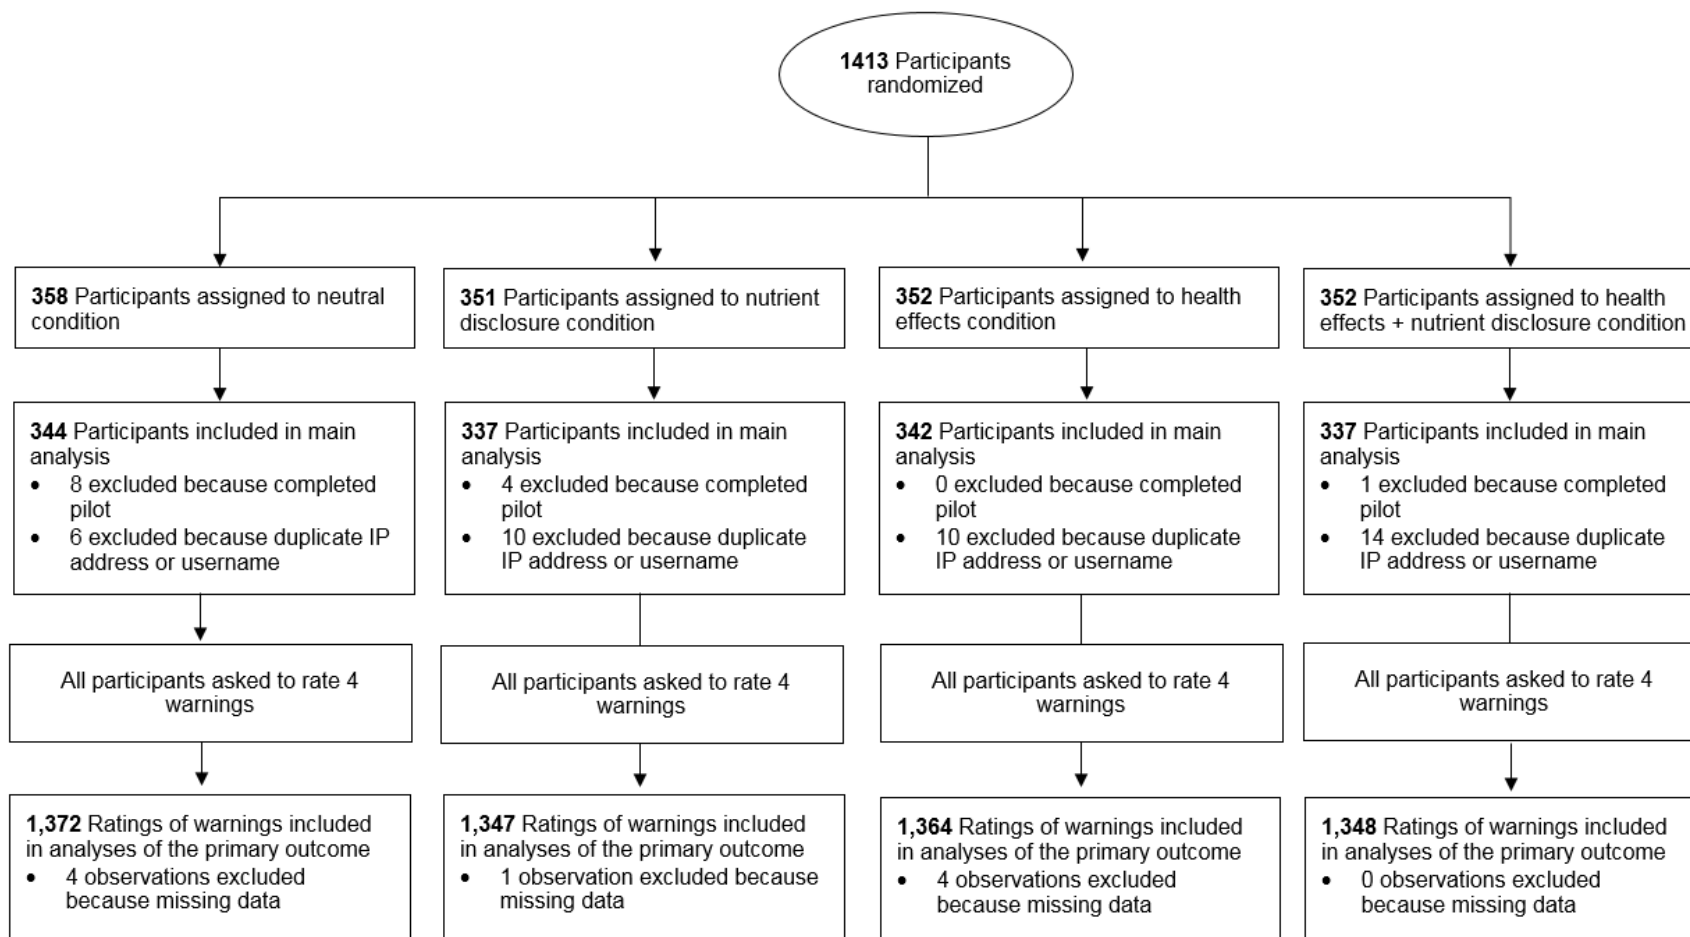 1413 Participants
randomized
358 Participants assigned to neutral
condition
351 Participants assigned to nutrient
disclosure condition
352 Participants assigned to health
effects condition
352 Participants assigned to health
effects + nutrient disclosure condition
344 Participants included in main
analysis
• 8 excluded because completed
pilot
• 6 excluded because duplicate IP
address or username
337 Participants included in main
analysis
• 4 excluded because completed
pilot
• 10 excluded because duplicate
IP address or username
342 Participants included in main
analysis
• 0 excluded because completed
pilot
• 10 excluded because duplicate
IP address or username
337 Participants included in main
analysis
• 1 excluded because completed
pilot
• 14 excluded because duplicate
IP address or username
All participants asked to rate 4
warnings
All participants asked to rate 4
warnings
All participants asked to rate 4
warnings
All participants asked to rate 4
warnings
1,372 Ratings of warnings included
in analyses of the primary outcome
• 4 observations excluded
because missing data
1,347 Ratings of warnings included
in analyses of the primary outcome
• 1 observation excluded because
missing data
1,364 Ratings of warnings included
in analyses of the primary outcome
• 4 observations excluded
because missing data
1,348 Ratings of warnings included
in analyses of the primary outcome
• 0 observations excluded
because missing data